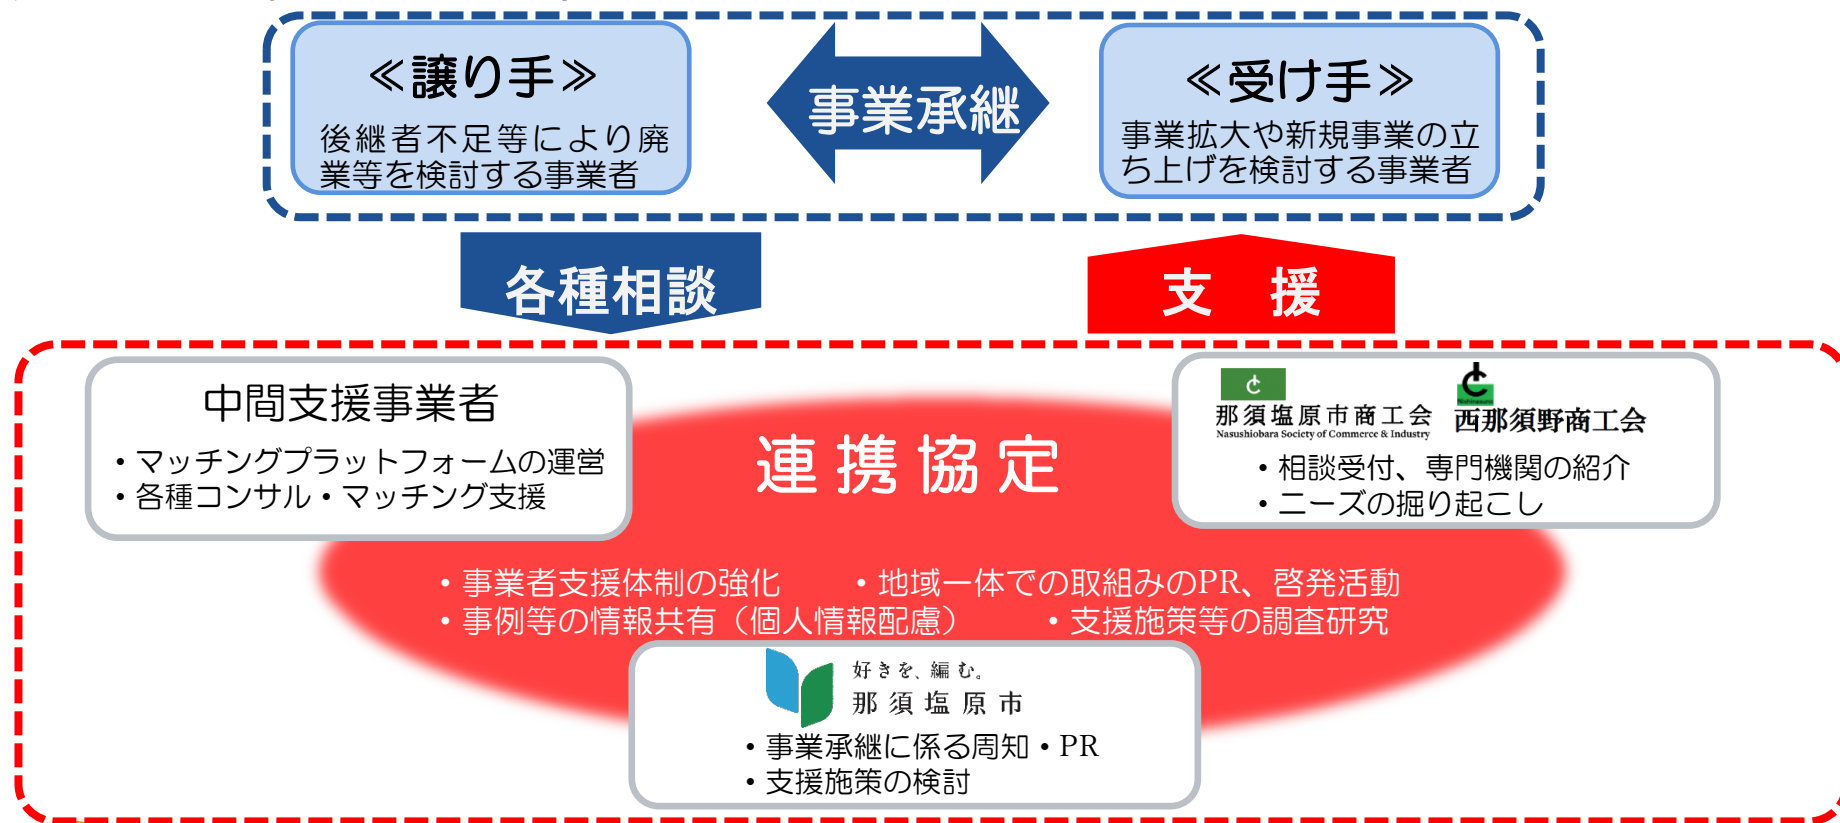 ≪譲り手≫
後継者不足等により廃
業等を検討する事業者
事業承継
≪受け手≫
事業拡大や新規事業の立
ち上げを検討する事業者
各種相談
支 援
中間支援事業者
・マッチングプラットフォームの運営
・各種コンサル・マッチング支援
連携協定
那須塩原市商工会
Nasushiobara Society of Commerce & Industry
Nishinasuno
西那須野商工会
・相談受付、専門機関の紹介
・ニーズの掘り起こし
・事業者支援体制の強化 ・地域一体での取組みのPR、啓発活動
・事例等の情報共有（個人情報配慮） ・支援施策等の調査研究
好きを、編む。
那須塩原市
・事業承継に係る周知・PR
・支援施策の検討